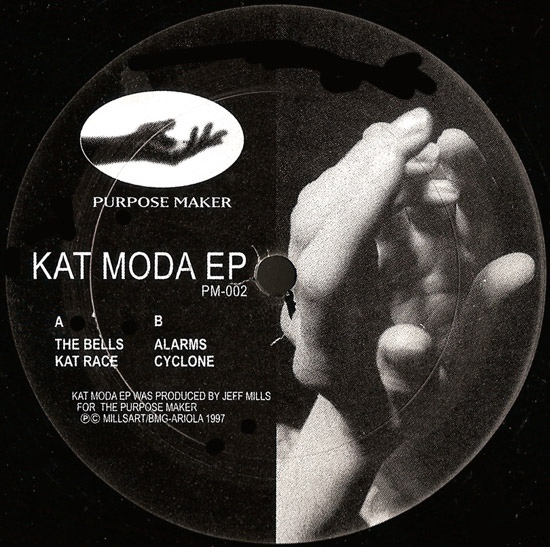 PURPOSE MAKER
KAT MODA EP
PM-002
A B
THE BELLS ALARMS
KAT RACE CYCLONE
KAT MODA EP WAS PRODUCED BY JEFF MILLS
FOR THE PURPOSE MAKER
℗© MILLSART/BMG-ARIOLA 1997